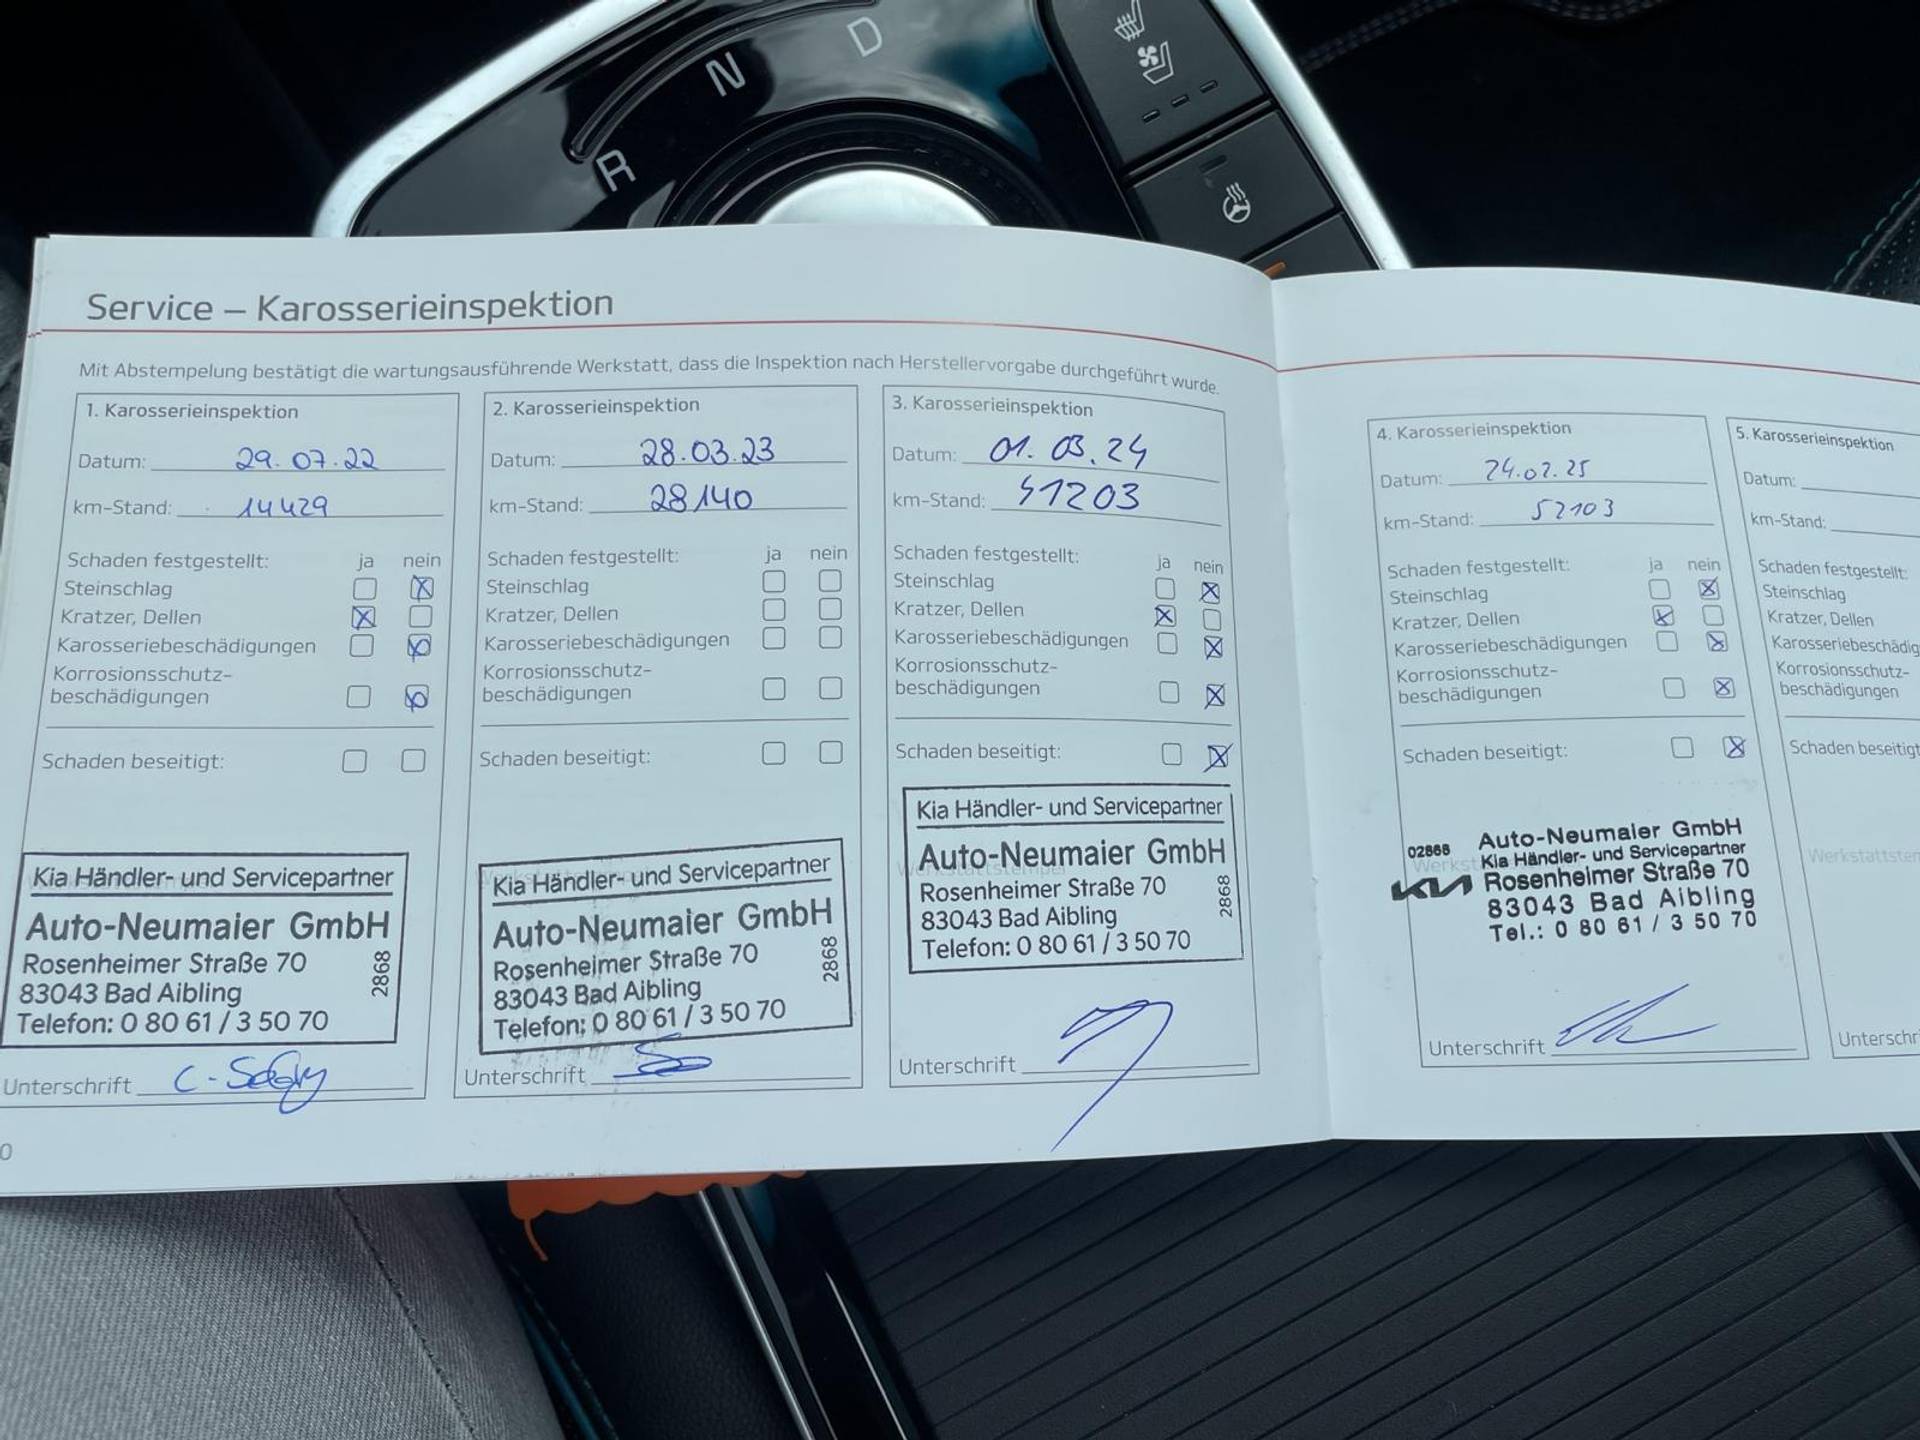 R N D
Service – Karosserieinspektion
Mit Abstempelung bestätigt die wartungsausführende Werkstatt, dass die Inspektion nach Herstellervorgabe durchgeführt wurde.
1. Karosserieinspektion
Datum: 29.07.22
km-Stand: 14429
Schaden festgestellt: ja nein
Steinschlag
Kratzer, Dellen
Karosseriebeschädigungen
Korrosionsschutz-
beschädigungen
Schaden beseitigt:
Kia Händler- und Servicepartner
Auto-Neumaier GmbH
Rosenheimer Straße 70
83043 Bad Aibling
Telefon: 0 80 61 / 3 50 70
2868
Unterschrift
2. Karosserieinspektion
Datum: 28.03.23
km-Stand: 28140
Schaden festgestellt: ja nein
Steinschlag
Kratzer, Dellen
Karosseriebeschädigungen
Korrosionsschutz-
beschädigungen
Schaden beseitigt:
Kia Händler- und Servicepartner
Auto-Neumaier GmbH
Rosenheimer Straße 70
83043 Bad Aibling
Telefon: 0 80 61 / 3 50 70
2868
Unterschrift
3. Karosserieinspektion
Datum: 01.03.24
km-Stand: 41203
Schaden festgestellt: ja nein
Steinschlag
Kratzer, Dellen
Karosseriebeschädigungen
Korrosionsschutz-
beschädigungen
Schaden beseitigt:
Kia Händler- und Servicepartner
Auto-Neumaier GmbH
Rosenheimer Straße 70
83043 Bad Aibling
Telefon: 0 80 61 / 3 50 70
2868
Unterschrift
4. Karosserieinspektion
Datum: 24.02.25
km-Stand: 52103
Schaden festgestellt: ja nein
Steinschlag
Kratzer, Dellen
Karosseriebeschädigungen
Korrosionsschutz-
beschädigungen
Schaden beseitigt:
02868 Auto-Neumaier GmbH
Kia Händler- und Servicepartner
KIA Rosenheimer Straße 70
83043 Bad Aibling
Tel.: 0 80 61 / 3 50 70
Unterschrift
5. Karosserieinspektion
Datum:
km-Stand:
Schaden festgestellt:
Steinschlag
Kratzer, Dellen
Karosseriebeschädig
Korrosionsschutz-
beschädigungen
Schaden beseitigt
Werkstattstem
Unterschr
0